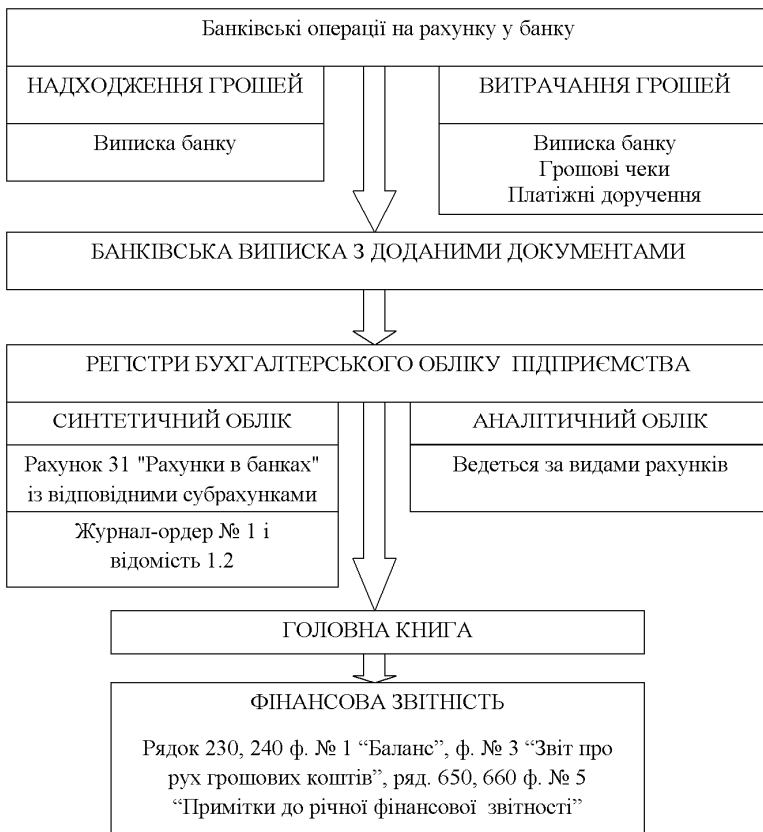 Банківські операції на рахунку у банку
НАДХОДЖЕННЯ ГРОШЕЙ
Виписка банку
ВИТРАЧАННЯ ГРОШЕЙ
Виписка банку
Грошові чеки
Платіжні доручення
БАНКІВСЬКА ВИПИСКА З ДОДАНИМИ ДОКУМЕНТАМИ
РЕГІСТРИ БУХГАЛТЕРСЬКОГО ОБЛІКУ ПІДПРИЄМСТВА
СИНТЕТИЧНИЙ ОБЛІК
Рахунок 31 "Рахунки в банках"
із відповідними субрахунками
Журнал-ордер № 1 і
відомість 1.2
АНАЛІТИЧНИЙ ОБЛІК
Ведеться за видами рахунків
ГОЛОВНА КНИГА
ФІНАНСОВА ЗВІТНІСТЬ
Рядок 230, 240 ф. № 1 “Баланс”, ф. № 3 “Звіт про
рух грошових коштів”, ряд. 650, 660 ф. № 5
“Примітки до річної фінансової звітності”